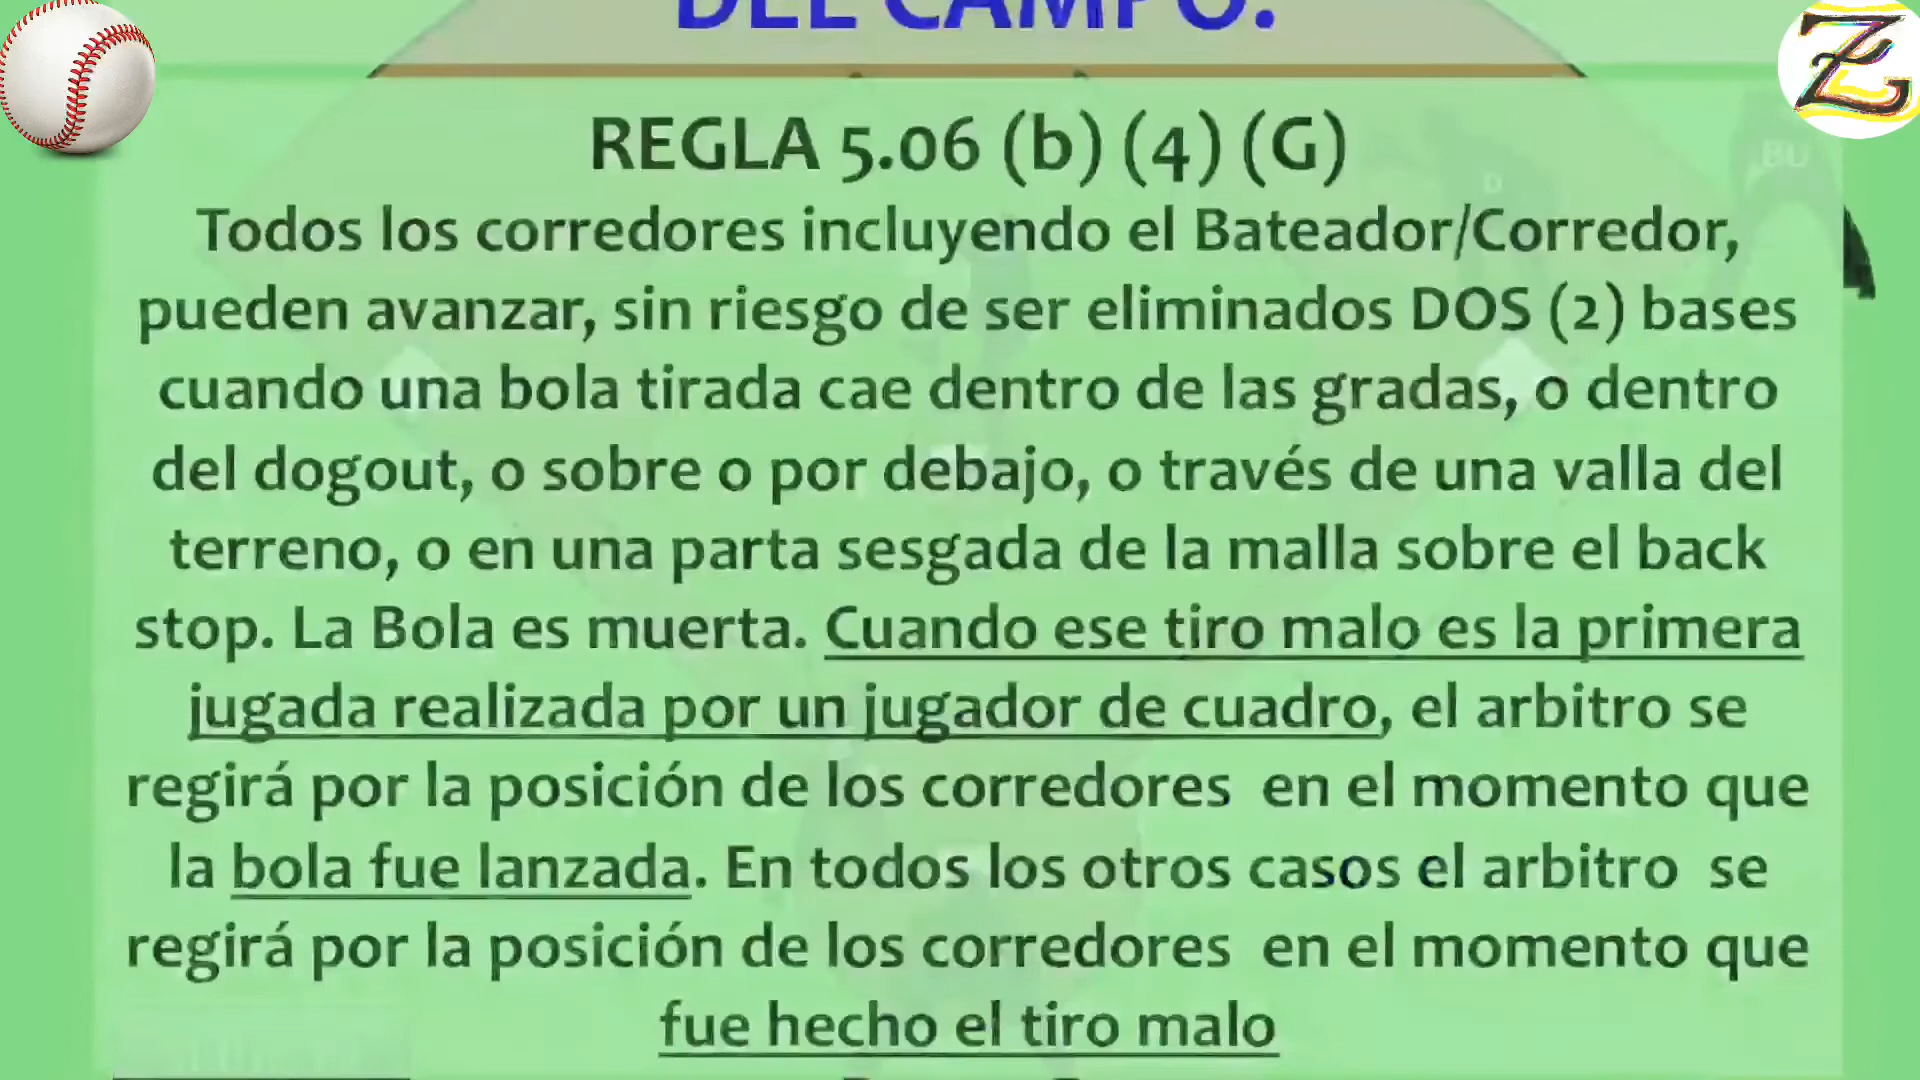 DEL CAMPO.
REGLA 5.06 (b) (4) (G)
Todos los corredores incluyendo el Bateador/Corredor,
pueden avanzar, sin riesgo de ser eliminados DOS (2) bases
cuando una bola tirada cae dentro de las gradas, o dentro
del dogout, o sobre o por debajo, o través de una valla del
terreno, o en una parta sesgada de la malla sobre el back
stop. La Bola es muerta. Cuando ese tiro malo es la primera
jugada realizada por un jugador de cuadro, el arbitro se
regirá por la posición de los corredores en el momento que
la bola fue lanzada. En todos los otros casos el arbitro se
regirá por la posición de los corredores en el momento que
fue hecho el tiro malo